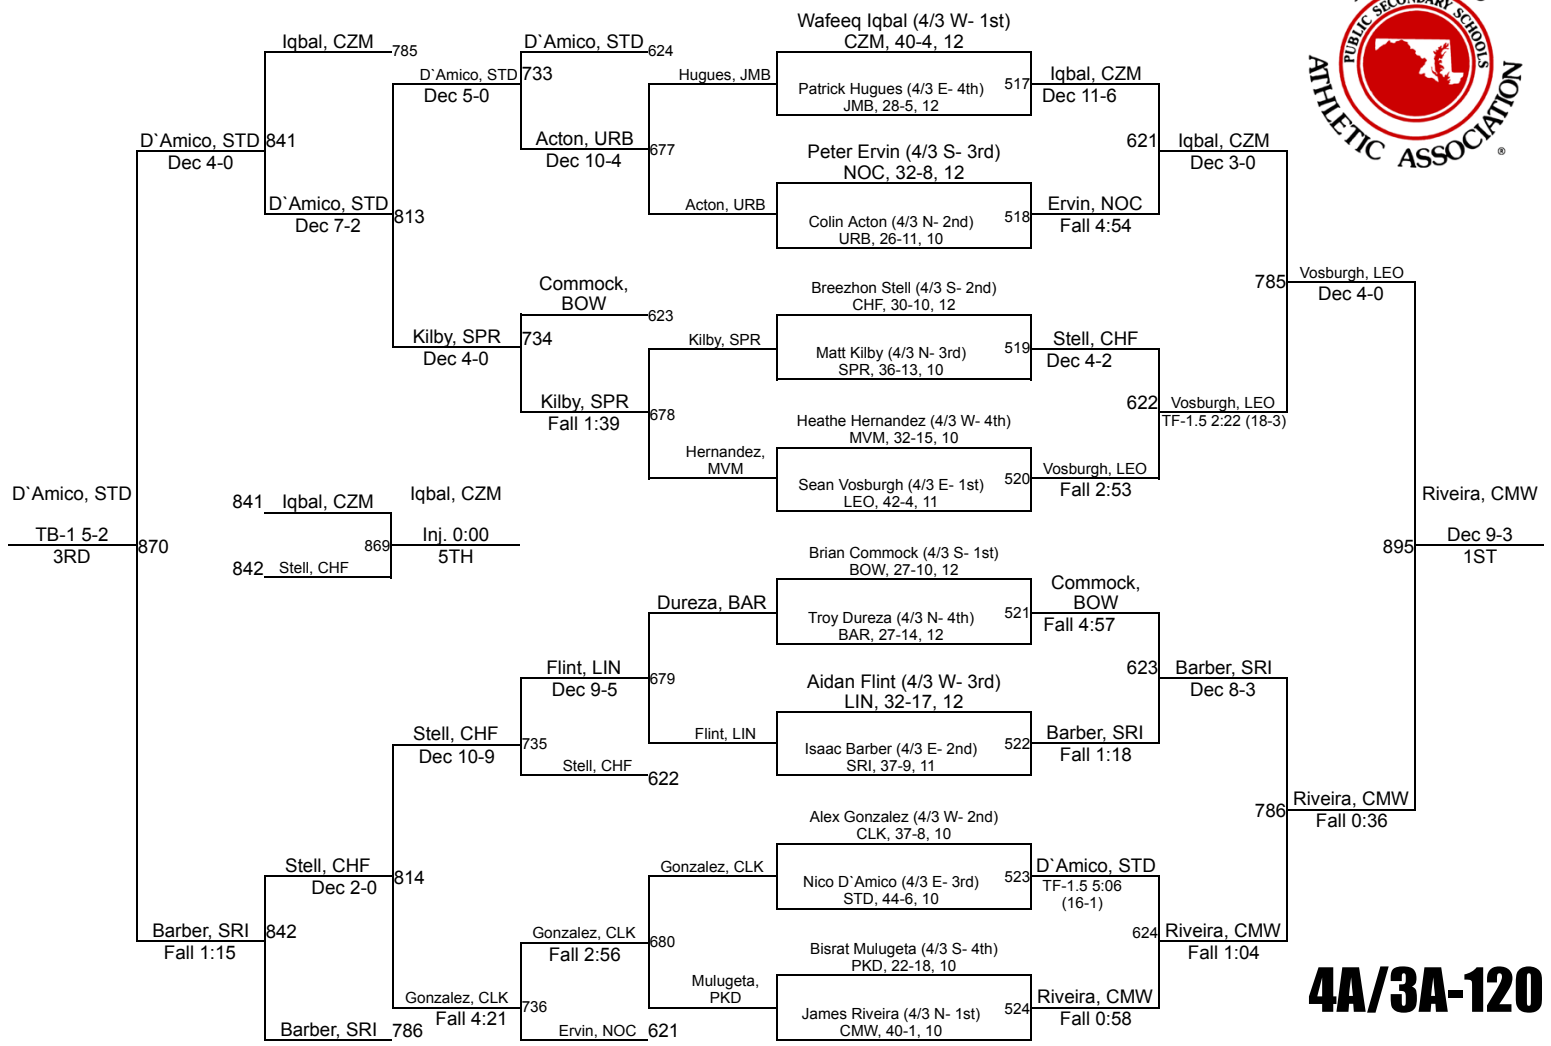 PUBLIC SECONDARY SCHOOLS
ATHLETIC ASSOCIATION
®
Iqbal, CZM
785
D`Amico, STD
841
Dec 4-0
D`Amico, STD
813
Dec 7-2
D`Amico, STD
733
Dec 5-0
D`Amico, STD
624
Acton, URB
677
Dec 10-4
Hugues, JMB
Acton, URB
Commock,
BOW
623
Kilby, SPR
734
Dec 4-0
Kilby, SPR
678
Fall 1:39
Kilby, SPR
Hernandez,
MVM
D`Amico, STD
TB-1 5-2
3RD
870
841
Iqbal, CZM
842
Stell, CHF
869
Iqbal, CZM
Inj. 0:00
5TH
Dureza, BAR
Flint, LIN
679
Dec 9-5
Flint, LIN
Stell, CHF
735
Dec 10-9
Stell, CHF
622
Stell, CHF
814
Dec 2-0
Barber, SRI
842
Fall 1:15
Barber, SRI
786
Gonzalez, CLK
736
Fall 4:21
Gonzalez, CLK
680
Fall 2:56
Ervin, NOC
621
Gonzalez, CLK
Mulugeta,
PKD
Wafeeq Iqbal (4/3 W- 1st)
CZM, 40-4, 12
Patrick Hugues (4/3 E- 4th)
JMB, 28-5, 12
517
Peter Ervin (4/3 S- 3rd)
NOC, 32-8, 12
Colin Acton (4/3 N- 2nd)
URB, 26-11, 10
518
Breezhon Stell (4/3 S- 2nd)
CHF, 30-10, 12
Matt Kilby (4/3 N- 3rd)
SPR, 36-13, 10
519
Heathe Hernandez (4/3 W- 4th)
MVM, 32-15, 10
Sean Vosburgh (4/3 E- 1st)
LEO, 42-4, 11
520
Brian Commock (4/3 S- 1st)
BOW, 27-10, 12
Troy Dureza (4/3 N- 4th)
BAR, 27-14, 12
521
Aidan Flint (4/3 W- 3rd)
LIN, 32-17, 12
Isaac Barber (4/3 E- 2nd)
SRI, 37-9, 11
522
Alex Gonzalez (4/3 W- 2nd)
CLK, 37-8, 10
Nico D`Amico (4/3 E- 3rd)
STD, 44-6, 10
523
Bisrat Mulugeta (4/3 S- 4th)
PKD, 22-18, 10
James Riveira (4/3 N- 1st)
CMW, 40-1, 10
524
Iqbal, CZM
Dec 11-6
621
Ervin, NOC
Fall 4:54
Stell, CHF
Dec 4-2
622
Vosburgh, LEO
Fall 2:53
Commock,
BOW
Fall 4:57
623
Barber, SRI
Fall 1:18
D`Amico, STD
TF-1.5 5:06
(16-1)
624
Riveira, CMW
Fall 0:58
Iqbal, CZM
Dec 3-0
785
Vosburgh, LEO
TF-1.5 2:22 (18-3)
Barber, SRI
Dec 8-3
786
Riveira, CMW
Fall 1:04
Vosburgh, LEO
Dec 4-0
895
Riveira, CMW
Fall 0:36
Riveira, CMW
Dec 9-3
1ST
4A/3A-120